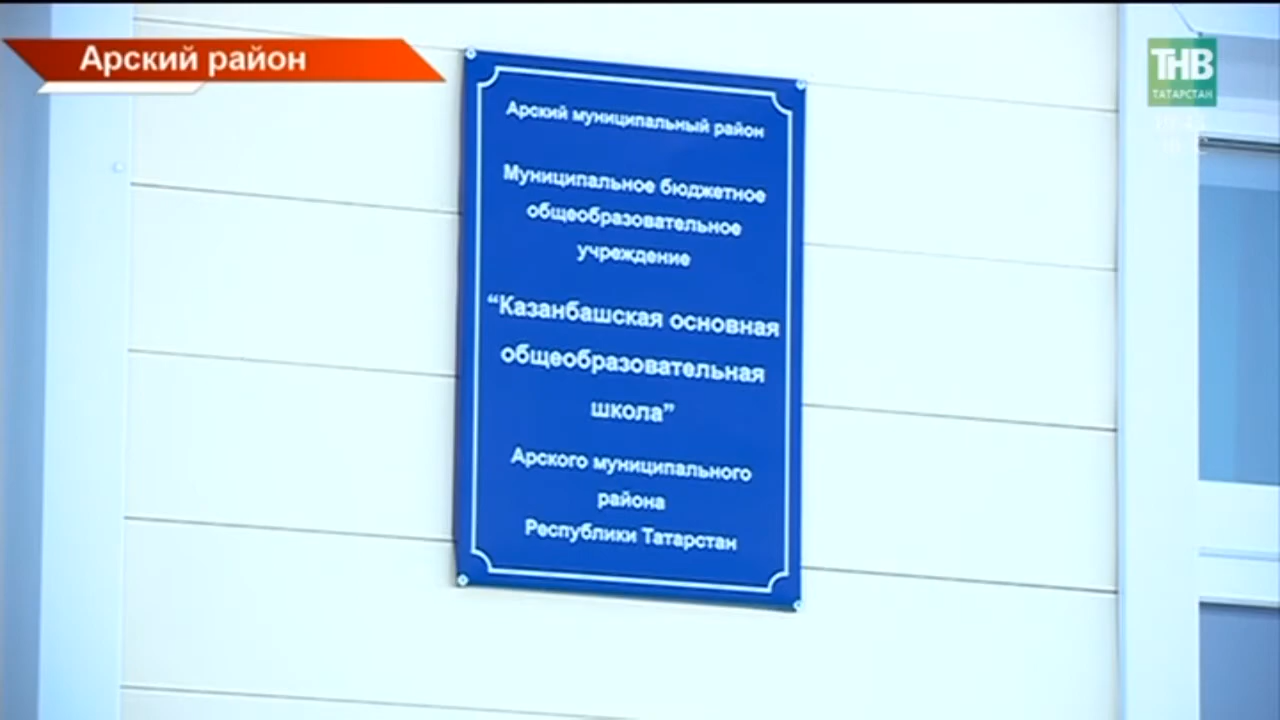 Арский район
ТНВ
ТАТАРСТАН
Арский муниципальный район
Муниципальное бюджетное
общеобразовательное
учреждение
“Казанбашская основная
общеобразовательная
школа”
Арского муниципального
района
Республики Татарстан